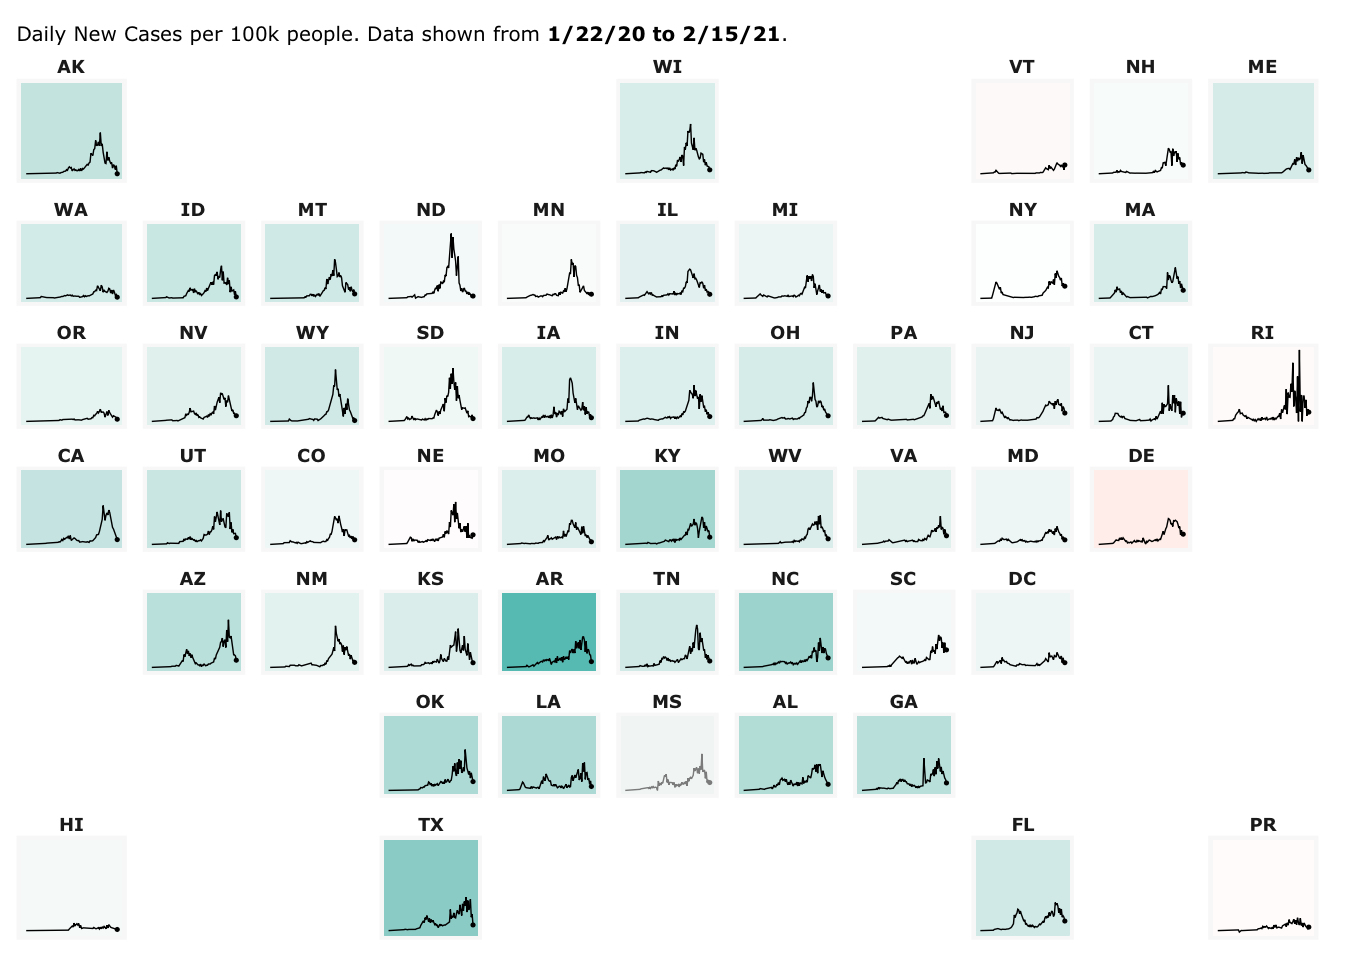 Daily New Cases per 100k people. Data shown from 1/22/20 to 2/15/21.
AK WI VT NH ME
WA ID MT ND MN IL MI NY MA
OR NV WY SD IA IN OH PA NJ CT RI
CA UT CO NE MO KY WV VA MD DE
AZ NM KS AR TN NC SC DC
OK LA MS AL GA
HI TX FL PR